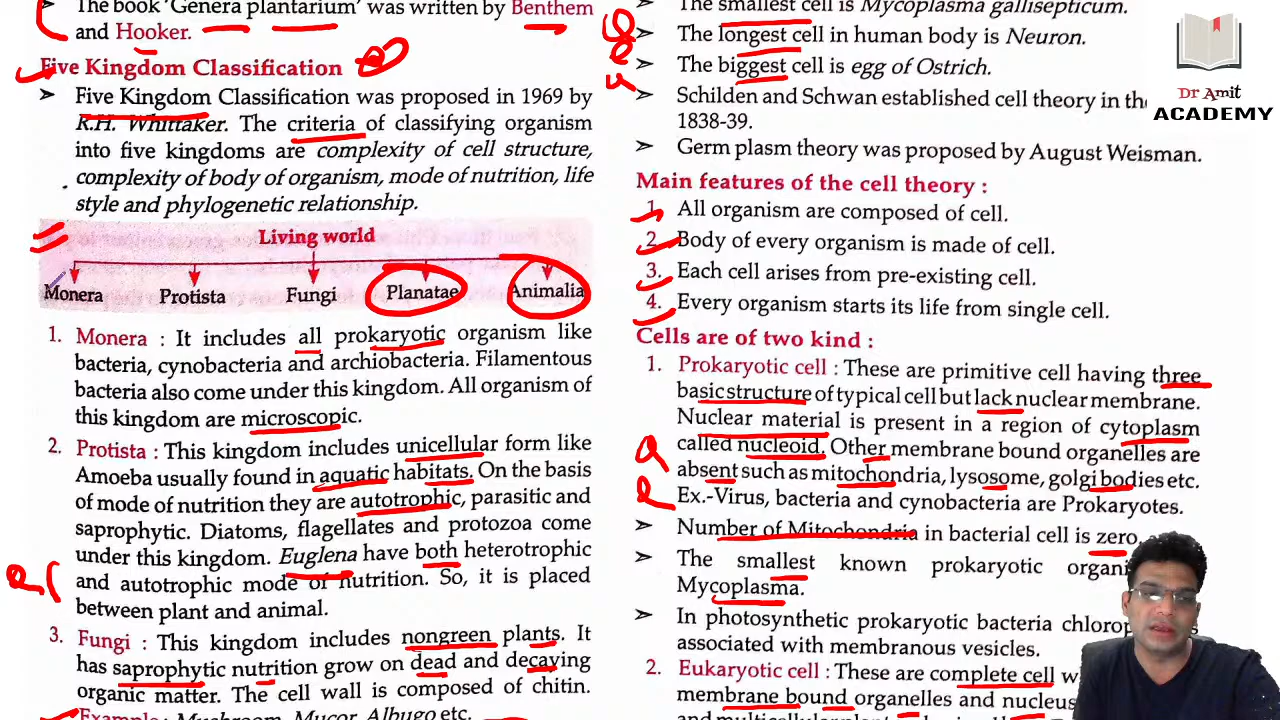 The book 'Genera plantarium' was written by Benthem
and Hooker.
Five Kingdom Classification
Five Kingdom Classification was proposed in 1969 by
R.H. Whittaker. The criteria of classifying organism
into five kingdoms are complexity of cell structure,
complexity of body of organism, mode of nutrition, life
style and phylogenetic relationship.
Living world
Monera Protista Fungi Planatae Animalia
1. Monera : It includes all prokaryotic organism like
bacteria, cynobacteria and archiobacteria. Filamentous
bacteria also come under this kingdom. All organism of
this kingdom are microscopic.
2. Protista : This kingdom includes unicellular form like
Amoeba usually found in aquatic habitats. On the basis
of mode of nutrition they are autotrophic, parasitic and
saprophytic. Diatoms, flagellates and protozoa come
under this kingdom. Euglena have both heterotrophic
and autotrophic mode of nutrition. So, it is placed
between plant and animal.
3. Fungi : This kingdom includes nongreen plants. It
has saprophytic nutrition grow on dead and decaying
organic matter. The cell wall is composed of chitin.
Example : Mushroom, Mucor, Albugo etc.
The smallest cell is Mycoplasma gallisepticum.
The longest cell in human body is Neuron.
The biggest cell is egg of Ostrich.
Schilden and Schwan established cell theory in
1838-39.
Germ plasm theory was proposed by August Weisman.
Main features of the cell theory :
1. All organism are composed of cell.
2. Body of every organism is made of cell.
3. Each cell arises from pre-existing cell.
4. Every organism starts its life from single cell.
Cells are of two kind :
1. Prokaryotic cell : These are primitive cell having three
basic structure of typical cell but lack nuclear membrane.
Nuclear material is present in a region of cytoplasm
called nucleoid. Other membrane bound organelles are
absent such as mitochondria, lysosome, golgi bodies etc.
Ex.-Virus, bacteria and cynobacteria are Prokaryotes.
Number of Mitochondria in bacterial cell is zero.
The smallest known prokaryotic
Mycoplasma.
In photosynthetic prokaryotic bacteria
associated with membranous vesicles.
2. Eukaryotic cell : These are complete cell
membrane bound organelles and nucleus
Dr Amit
ACADEMY